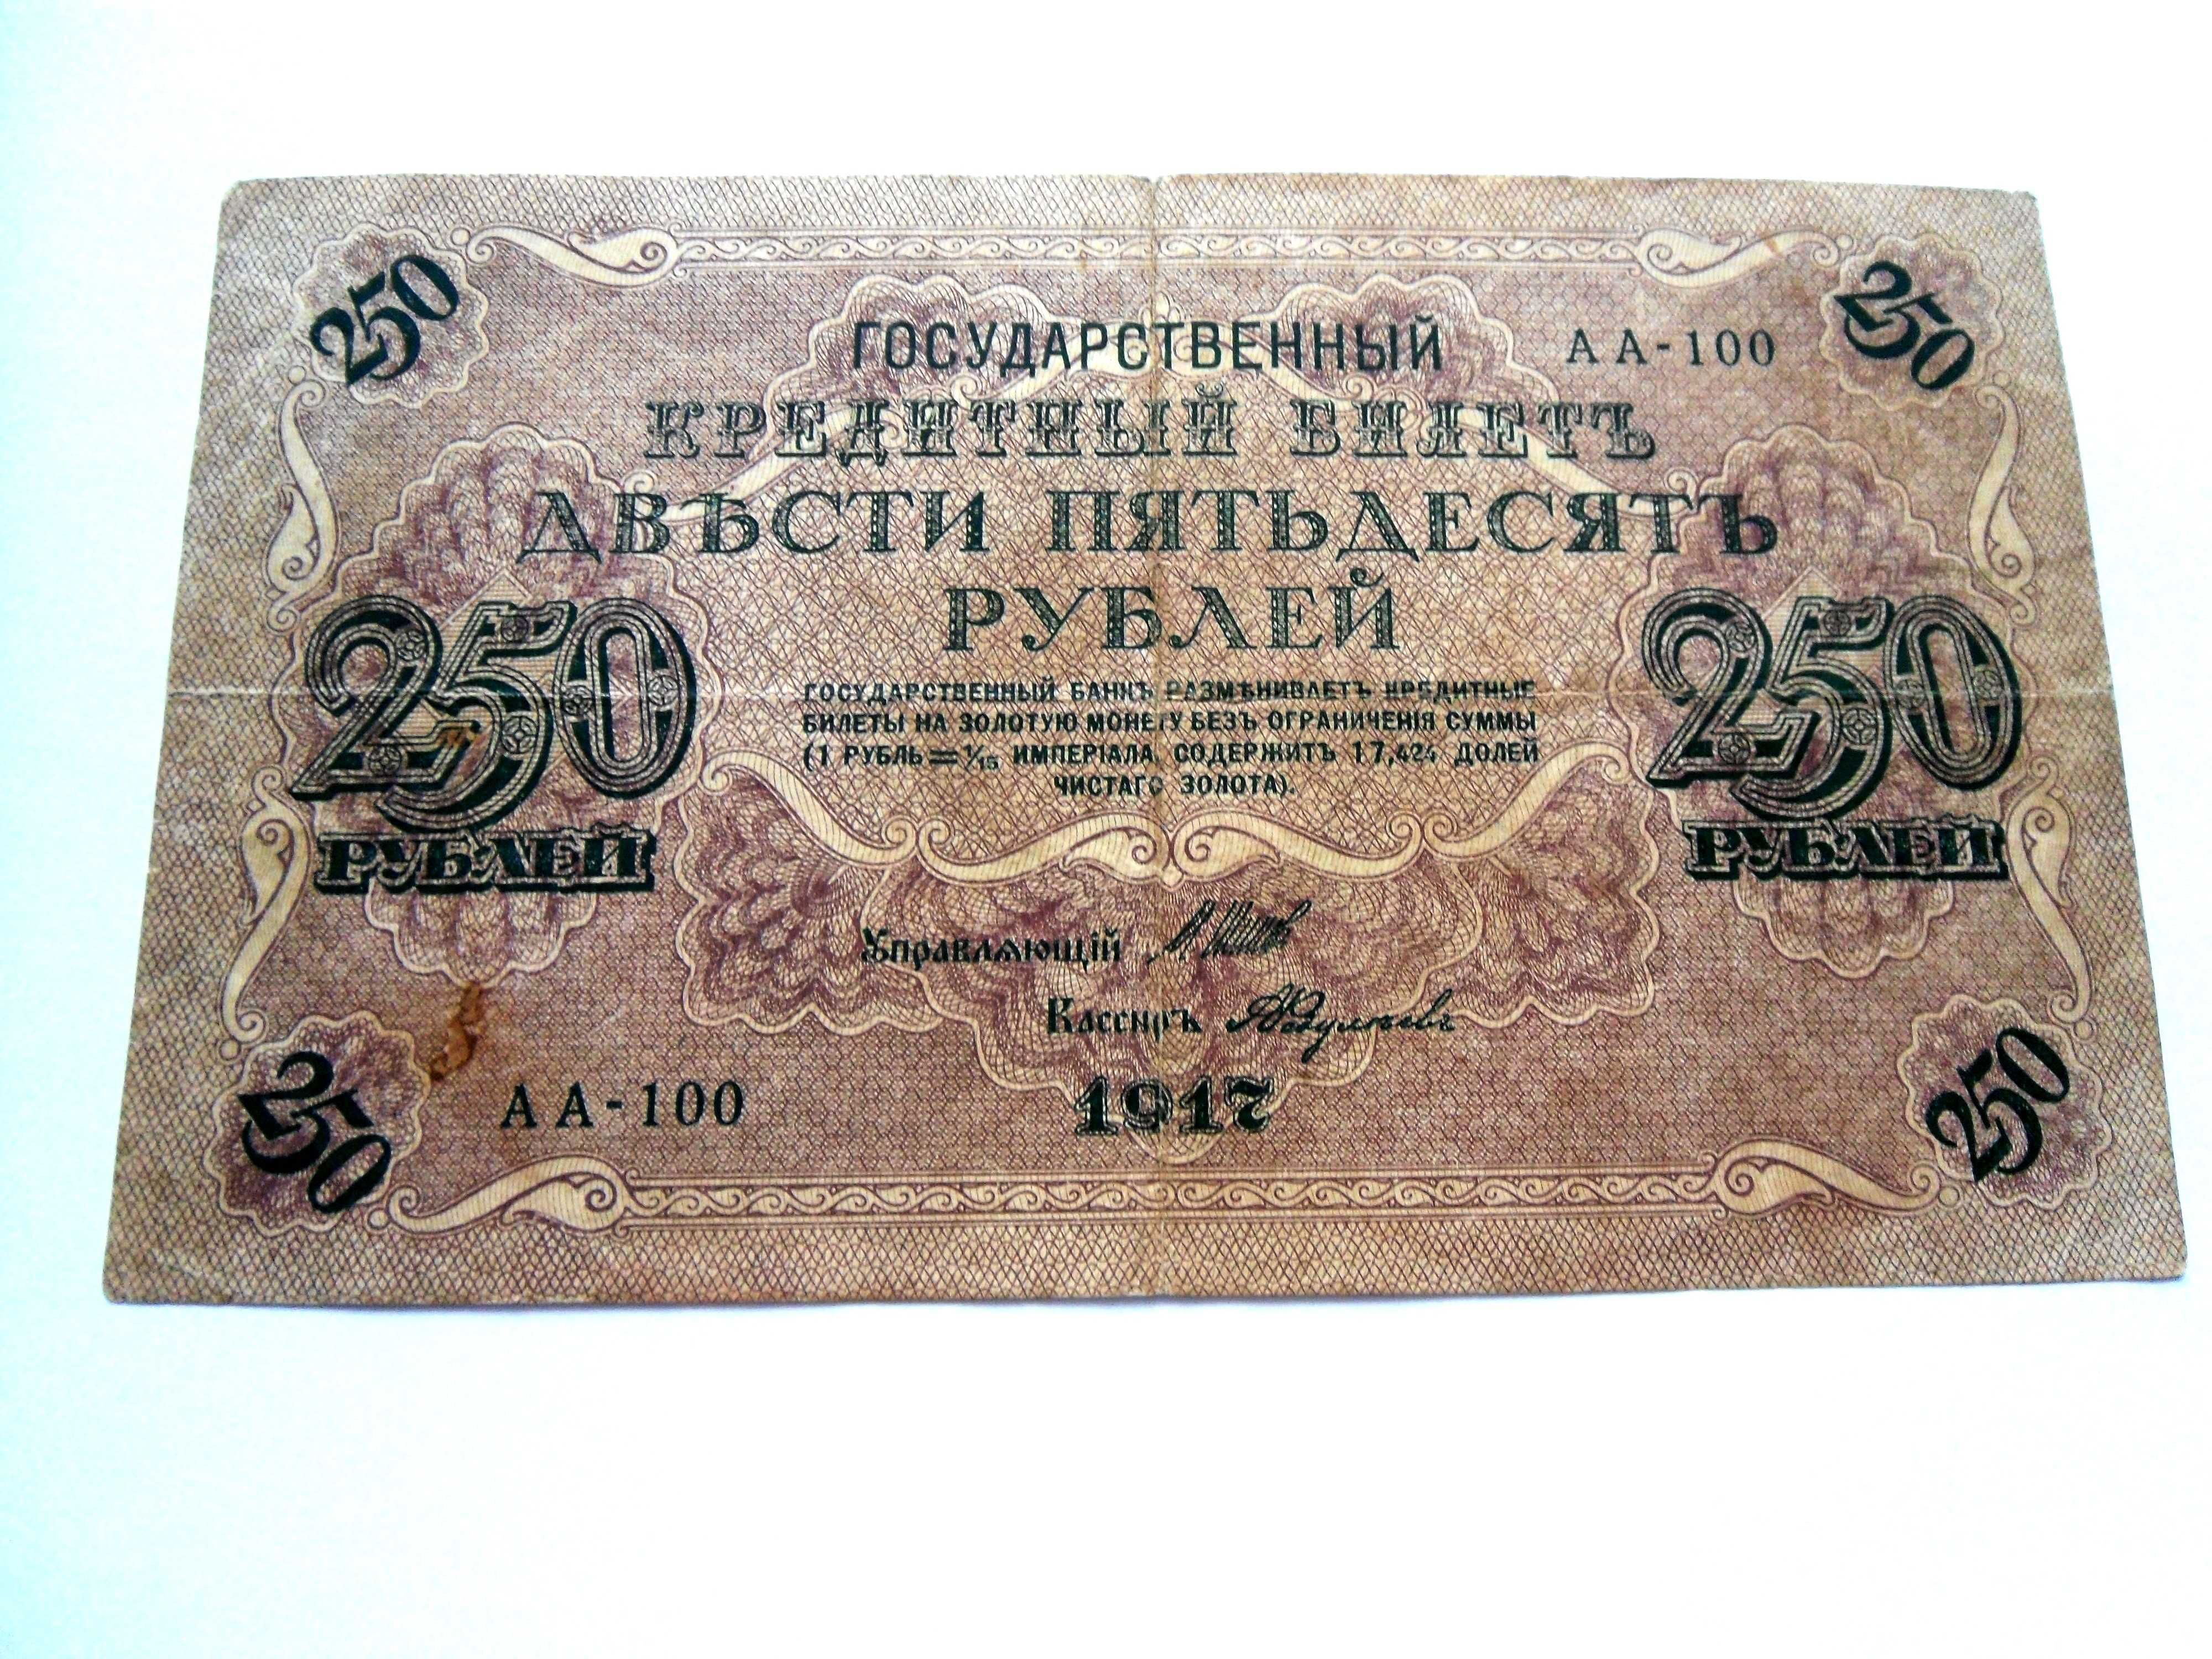 250
250
ГОСУДАРСТВЕННЫЙ
АА-100
КРЕДИТНЫЙ БИЛЕТЪ
ДВѢСТИ ПЯТЬДЕСЯТЪ
РУБЛЕЙ
250
РУБЛЕЙ
250
РУБЛЕЙ
ГОСУДАРСТВЕННЫЙ БАНКЪ РАЗМѢНИВАЕТЪ КРЕДИТНЫЕ
БИЛЕТЫ НА ЗОЛОТУЮ МОНЕТУ БЕЗЪ ОГРАНИЧЕНІЯ СУММЫ
(1 РУБЛЬ=1/15 ИМПЕРІАЛА, СОДЕРЖИТЪ 17,424 ДОЛЕЙ
ЧИСТАГО ЗОЛОТА).
Управляющій
Кассиръ
АА-100
1917
250
250